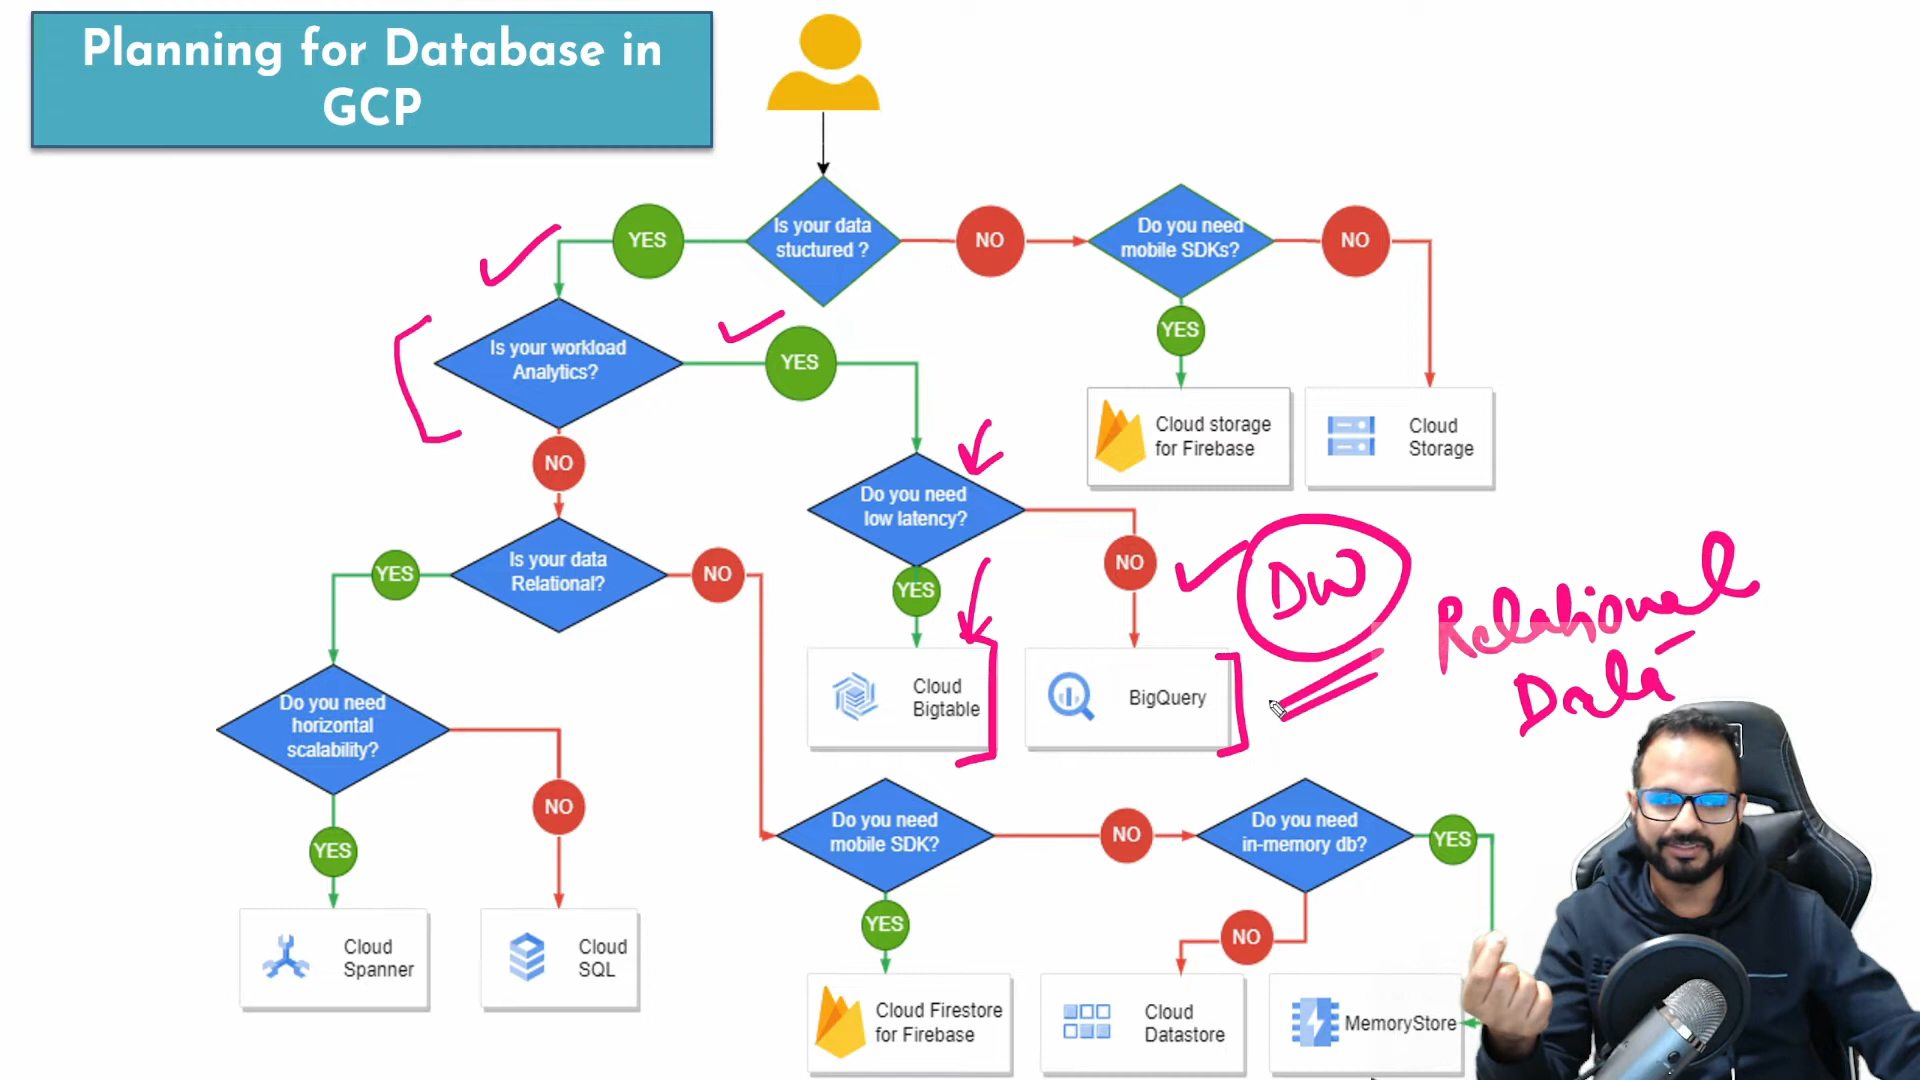 Planning for Database in
GCP
Is your data
stuctured ?
YES
NO
Do you need
mobile SDKs?
NO
YES
Is your workload
Analytics?
YES
NO
Cloud storage
for Firebase
Cloud
Storage
Do you need
low latency?
NO
YES
DW
Relational
Data
Is your data
Relational?
YES
NO
Cloud
Bigtable
BigQuery
Do you need
horizontal
scalability?
NO
YES
Do you need
mobile SDK?
NO
Do you need
in-memory db?
YES
YES
NO
Cloud
Spanner
Cloud
SQL
Cloud Firestore
for Firebase
Cloud
Datastore
MemoryStore